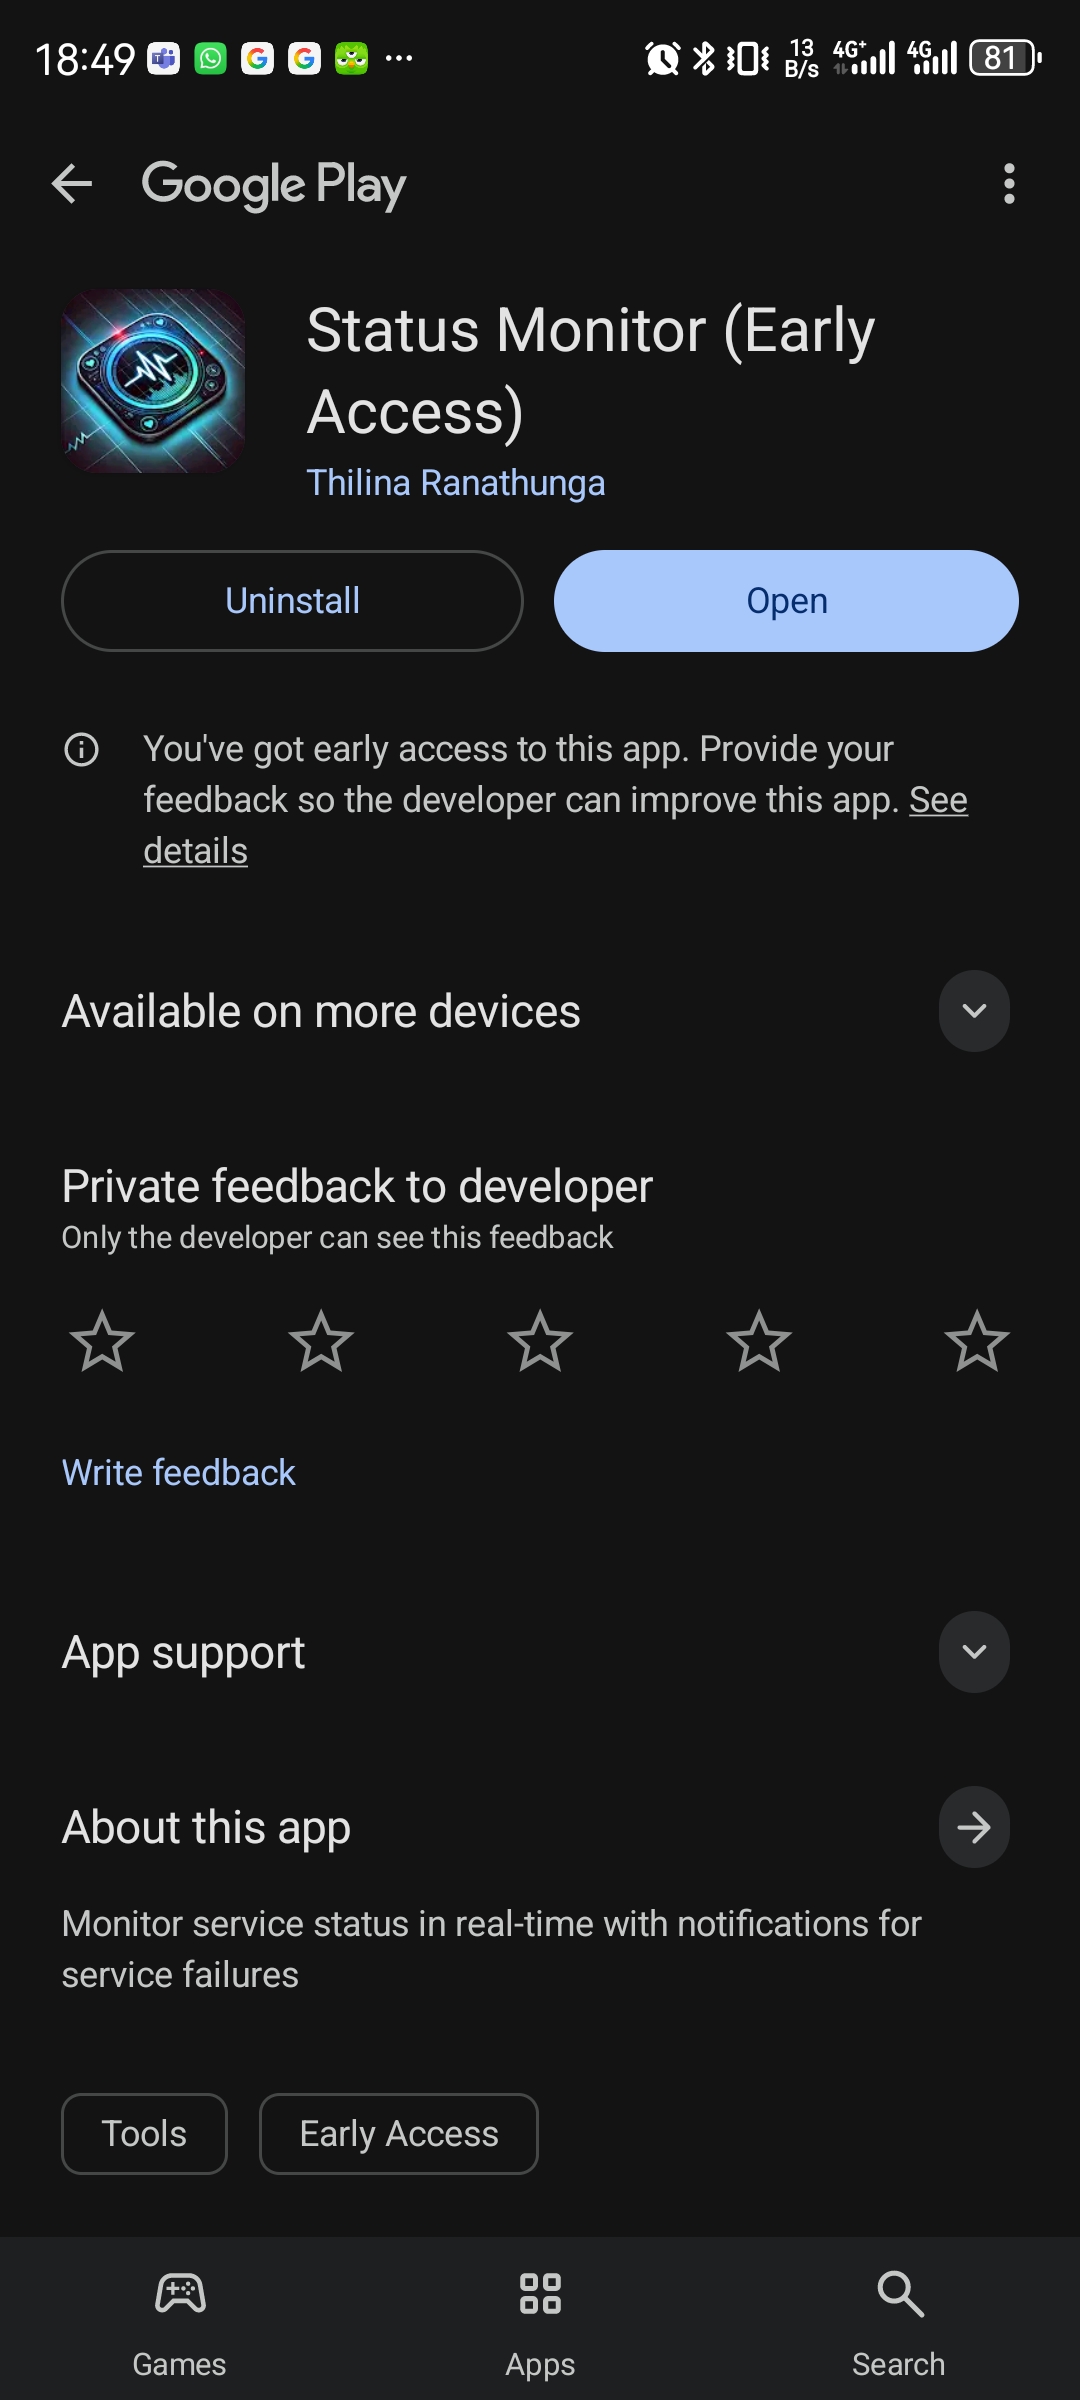 18:49
13
B/s
4G+
4G
81
Google Play
Status Monitor (Early
Access)
Thilina Ranathunga
Uninstall
Open
You've got early access to this app. Provide your
feedback so the developer can improve this app. See
details
Available on more devices
Private feedback to developer
Only the developer can see this feedback
Write feedback
App support
About this app
Monitor service status in real-time with notifications for
service failures
Tools
Early Access
Games
Apps
Search